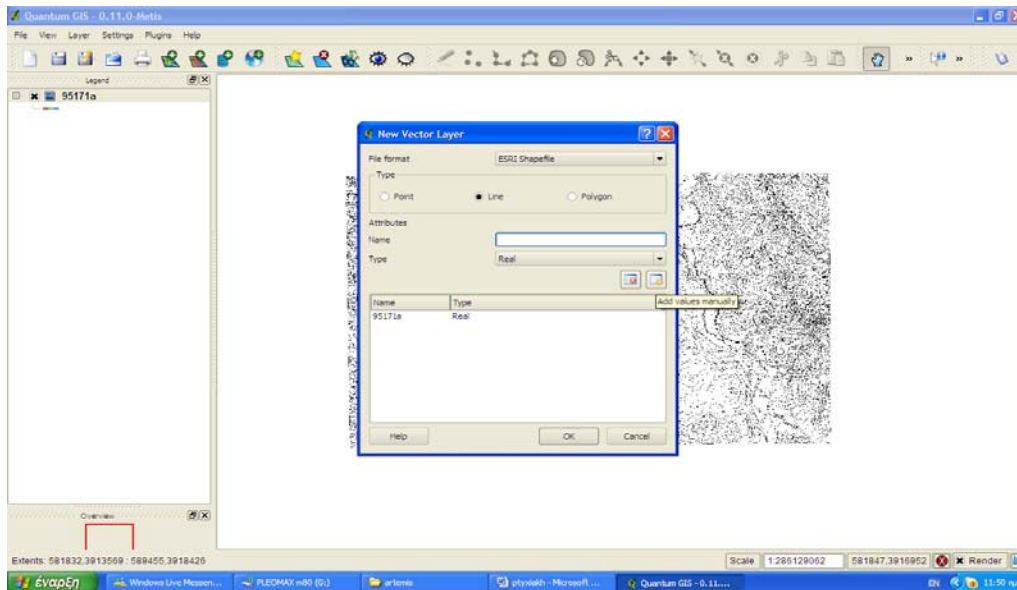 Quantum GIS - 0.11.0-Metis
File View Layer Settings Plugins Help
Legend
95171a
New Vector Layer
File format ESRI Shapefile
Type
Point Line Polygon
Attributes
Name
Type Real
Add values manually
Name Type
95171a Real
Help OK Cancel
Overview
Extents: 581832,3913569 : 589455,3918426
Scale 1:286129062 581847,3916952 Render
έναρξη Windows Live Messen... PLEOMAX m80 (G:) artemis ptyxiakh - Microsoft ... Quantum GIS - 0.11.... EN 11:50 πμ